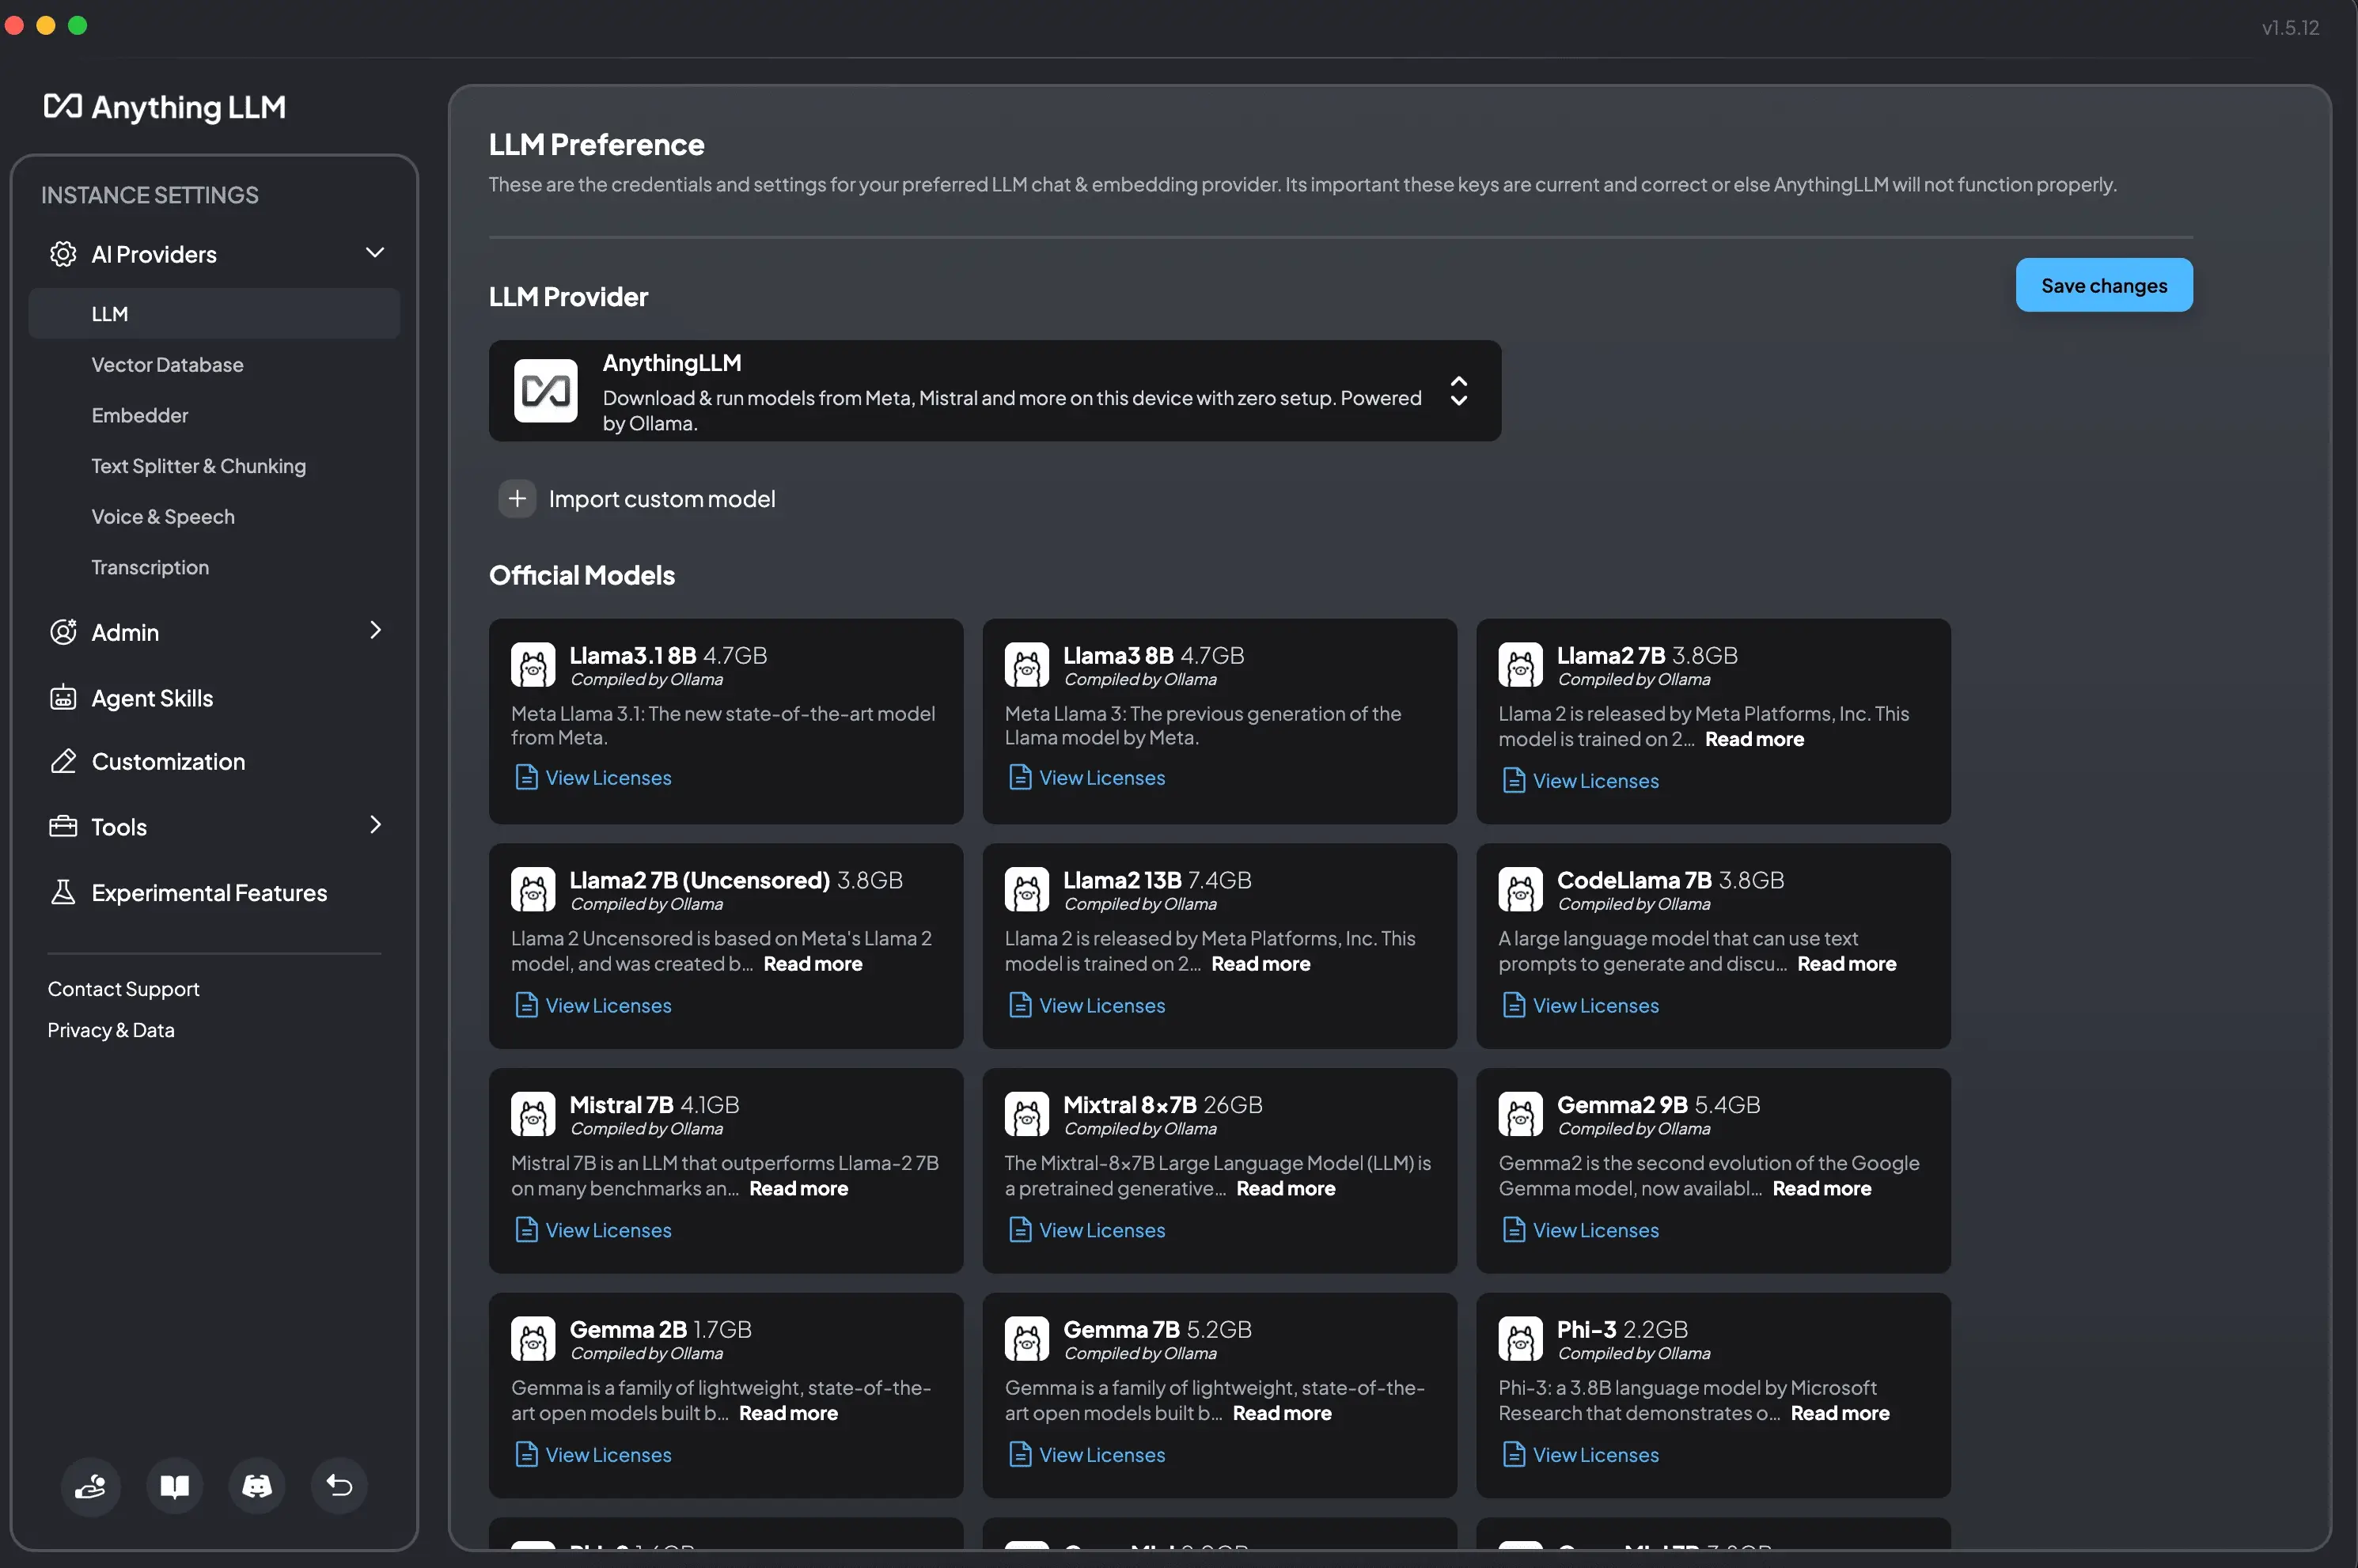 v1.5.12
Anything LLM
INSTANCE SETTINGS
AI Providers
LLM
Vector Database
Embedder
Text Splitter & Chunking
Voice & Speech
Transcription
Admin
Agent Skills
Customization
Tools
Experimental Features
Contact Support
Privacy & Data
LLM Preference
These are the credentials and settings for your preferred LLM chat & embedding provider. Its important these keys are current and correct or else AnythingLLM will not function properly.
Save changes
LLM Provider
AnythingLLM
Download & run models from Meta, Mistral and more on this device with zero setup. Powered
by Ollama.
Import custom model
Official Models
Llama3.1 8B 4.7GB
Compiled by Ollama
Meta Llama 3.1: The new state-of-the-art model
from Meta.
View Licenses
Llama3 8B 4.7GB
Compiled by Ollama
Meta Llama 3: The previous generation of the
Llama model by Meta.
View Licenses
Llama2 7B 3.8GB
Compiled by Ollama
Llama 2 is released by Meta Platforms, Inc. This
model is trained on 2... Read more
View Licenses
Llama2 7B (Uncensored) 3.8GB
Compiled by Ollama
Llama 2 Uncensored is based on Meta's Llama 2
model, and was created b... Read more
View Licenses
Llama2 13B 7.4GB
Compiled by Ollama
Llama 2 is released by Meta Platforms, Inc. This
model is trained on 2... Read more
View Licenses
CodeLlama 7B 3.8GB
Compiled by Ollama
A large language model that can use text
prompts to generate and discu... Read more
View Licenses
Mistral 7B 4.1GB
Compiled by Ollama
Mistral 7B is an LLM that outperforms Llama-2 7B
on many benchmarks an... Read more
View Licenses
Mixtral 8×7B 26GB
Compiled by Ollama
The Mixtral-8×7B Large Language Model (LLM) is
a pretrained generative... Read more
View Licenses
Gemma2 9B 5.4GB
Compiled by Ollama
Gemma2 is the second evolution of the Google
Gemma model, now availabl... Read more
View Licenses
Gemma 2B 1.7GB
Compiled by Ollama
Gemma is a family of lightweight, state-of-the-
art open models built b... Read more
View Licenses
Gemma 7B 5.2GB
Compiled by Ollama
Gemma is a family of lightweight, state-of-the-
art open models built b... Read more
View Licenses
Phi-3 2.2GB
Compiled by Ollama
Phi-3: a 3.8B language model by Microsoft
Research that demonstrates o... Read more
View Licenses